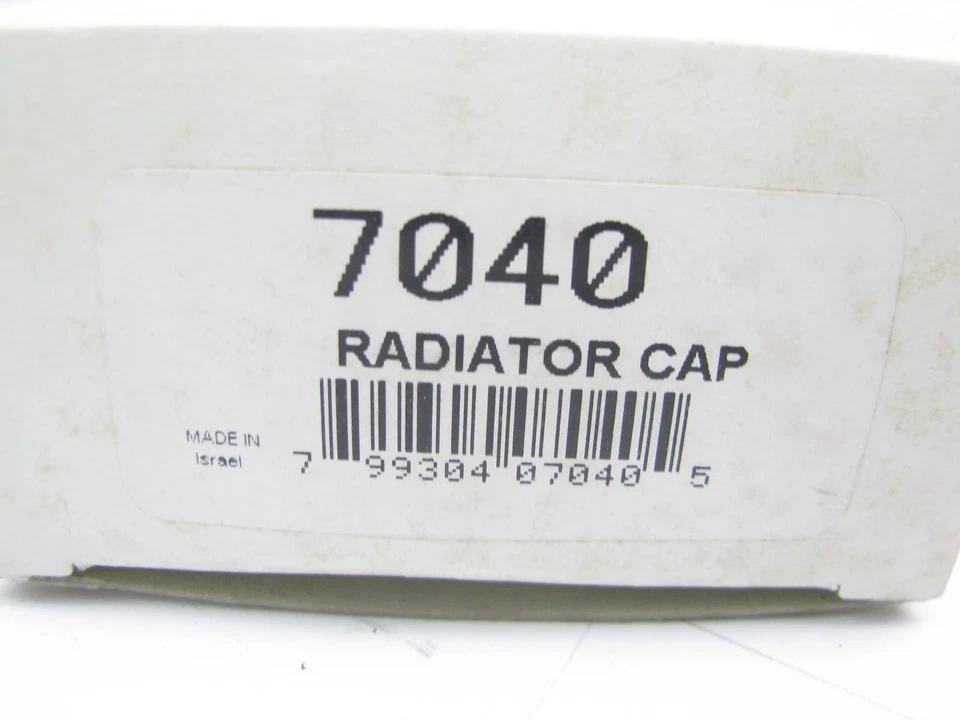 7040
RADIATOR CAP
MADE IN
Israel
7 99304 07040 5